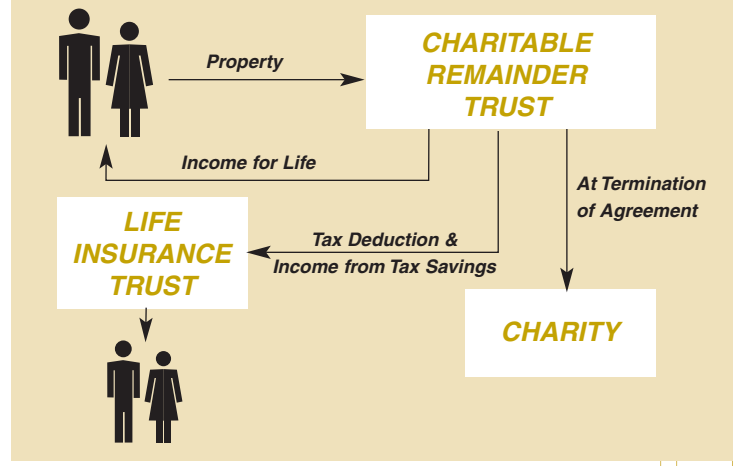 CHARITABLE
REMAINDER
TRUST
Property
Income for Life
At Termination
of Agreement
LIFE
INSURANCE
TRUST
Tax Deduction &
Income from Tax Savings
CHARITY